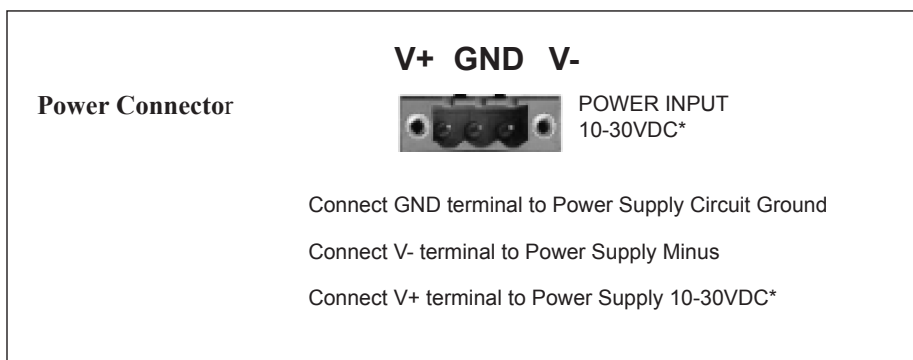 V+ GND V-
Power Connector
POWER INPUT
10-30VDC*
Connect GND terminal to Power Supply Circuit Ground
Connect V- terminal to Power Supply Minus
Connect V+ terminal to Power Supply 10-30VDC*